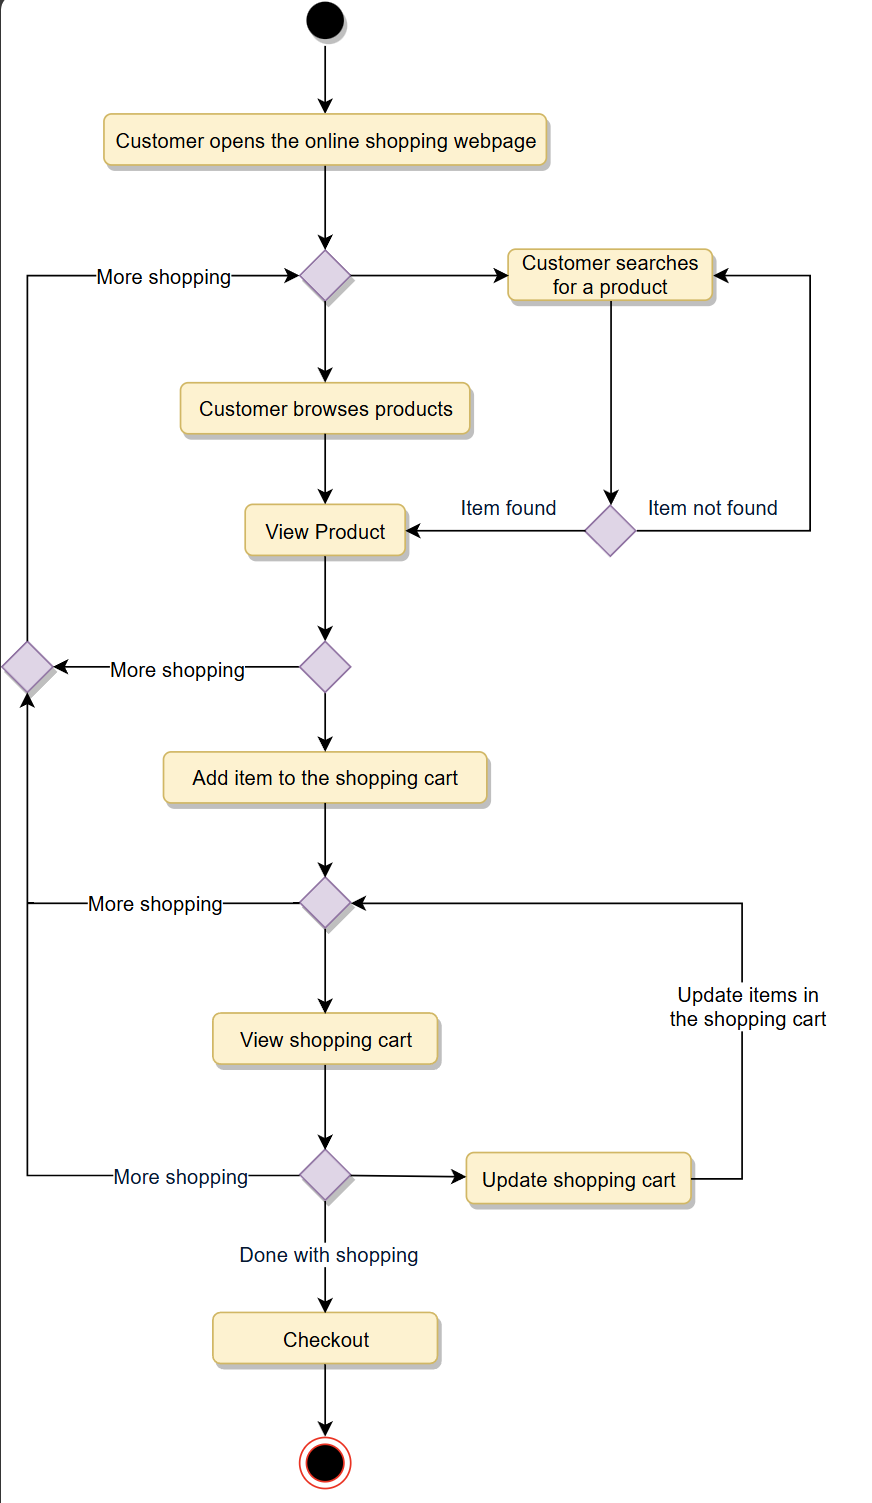 Customer opens the online shopping webpage
More shopping
Customer searches
for a product
Customer browses products
Item found
Item not found
View Product
More shopping
Add item to the shopping cart
More shopping
Update items in
the shopping cart
View shopping cart
More shopping
Update shopping cart
Done with shopping
Checkout